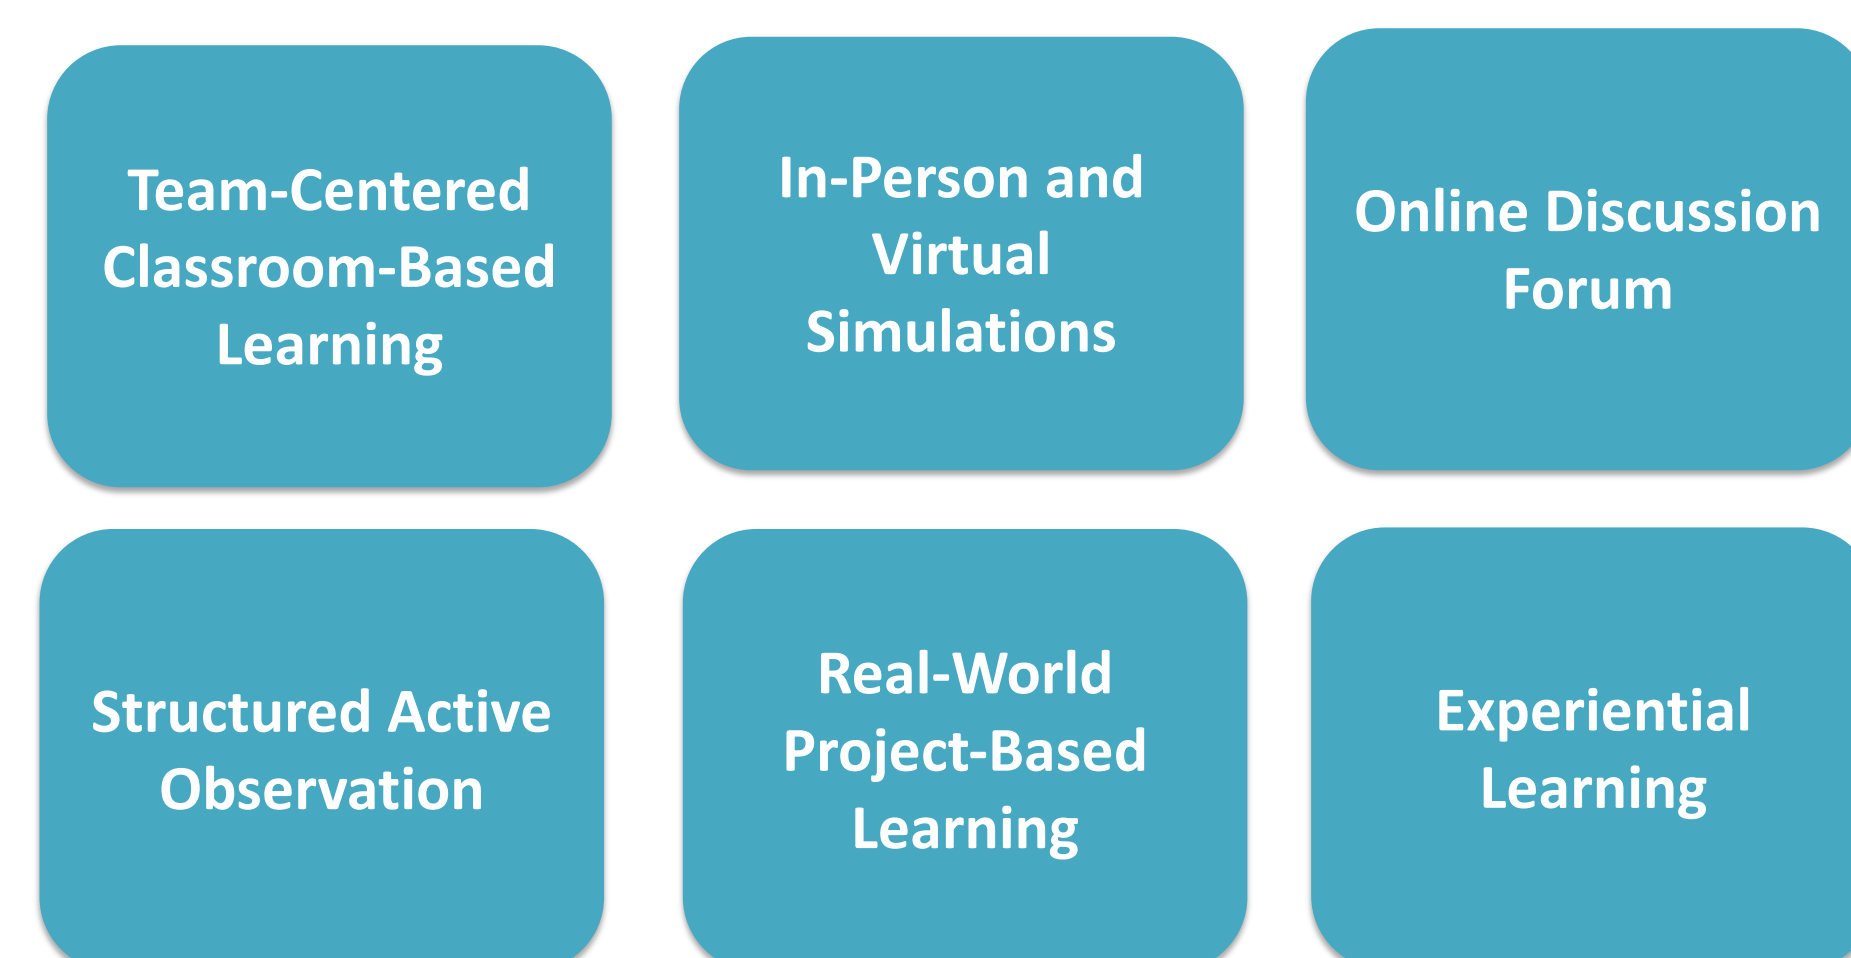 Team-Centered
Classroom-Based
Learning
In-Person and
Virtual
Simulations
Online Discussion
Forum
Structured Active
Observation
Real-World
Project-Based
Learning
Experiential
Learning